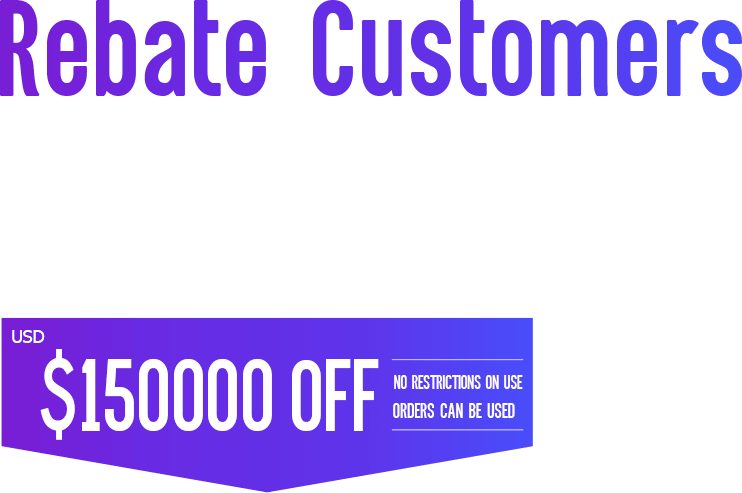 Rebate Customers
USD
$150000 OFF
NO RESTRICTIONS ON USE
ORDERS CAN BE USED